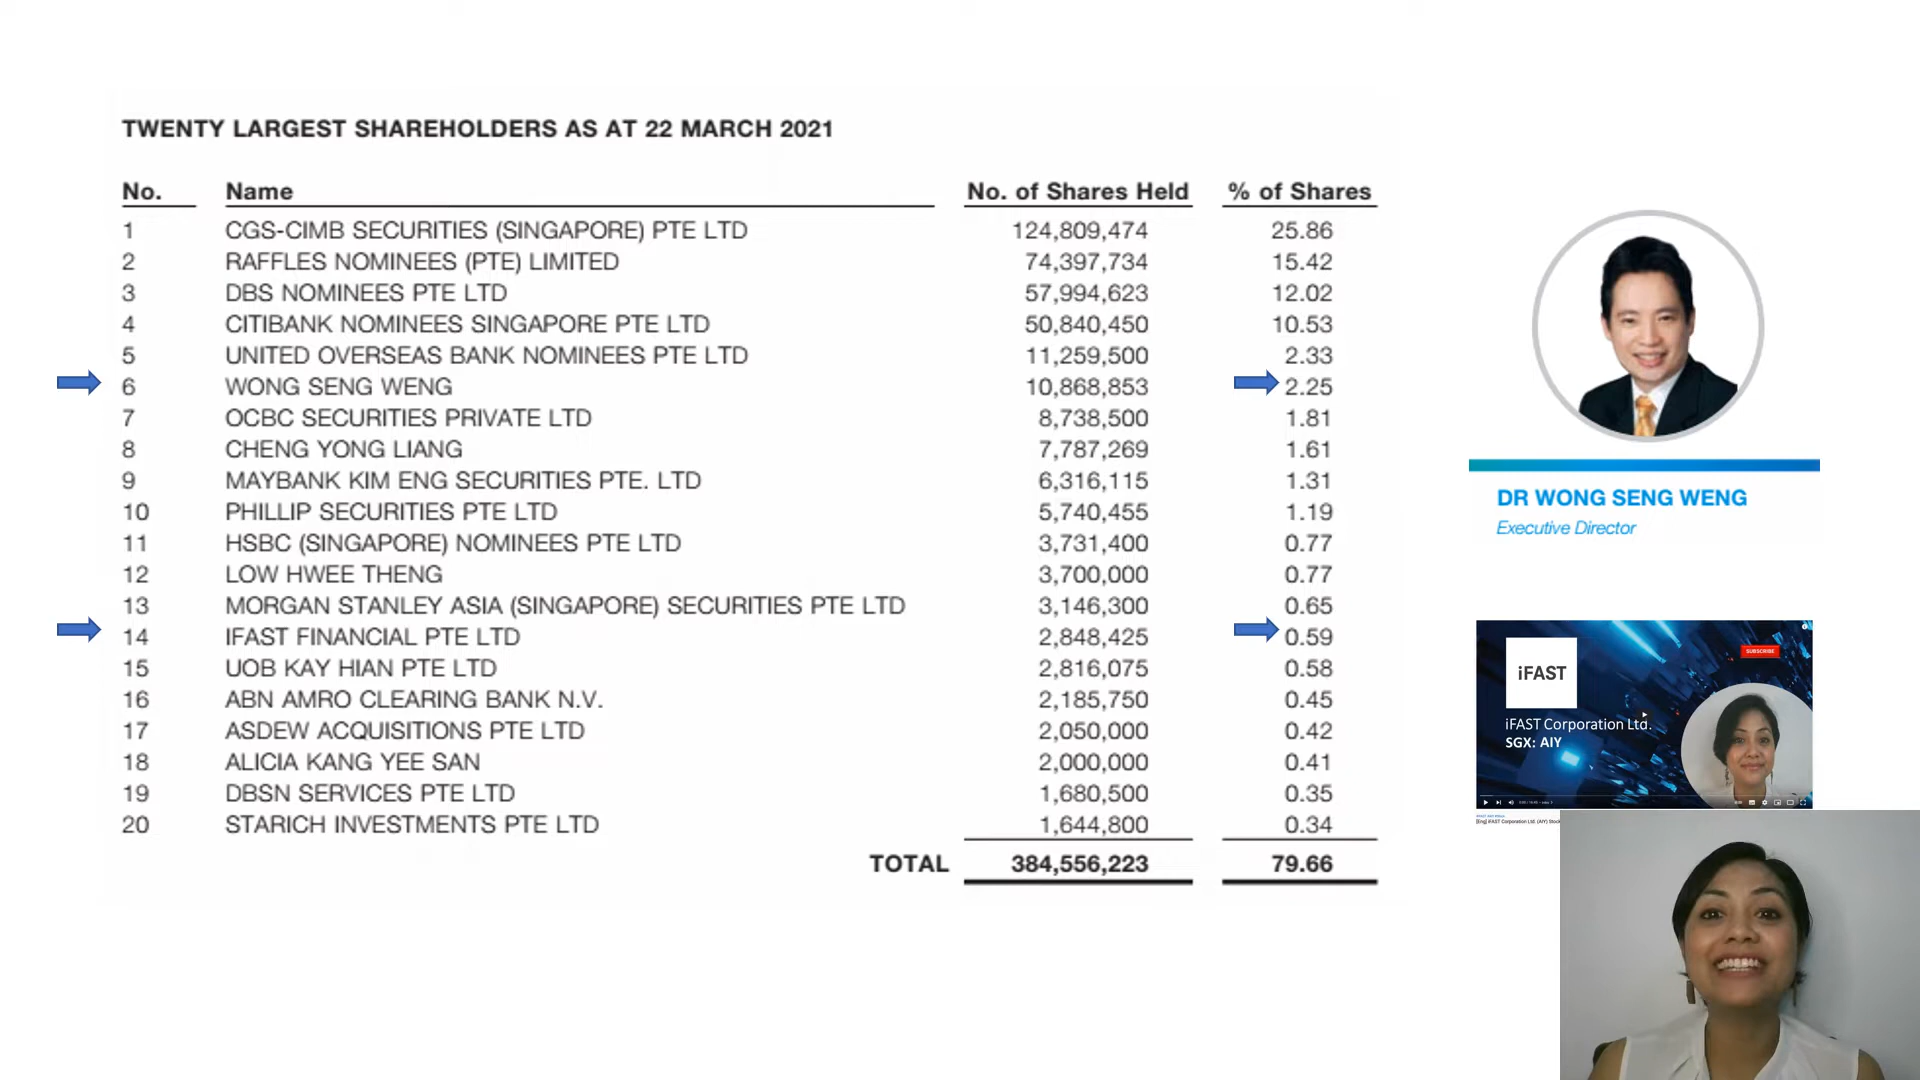 TWENTY LARGEST SHAREHOLDERS AS AT 22 MARCH 2021
No. Name No. of Shares Held % of Shares
1 CGS-CIMB SECURITIES (SINGAPORE) PTE LTD 124,809,474 25.86
2 RAFFLES NOMINEES (PTE) LIMITED 74,397,734 15.42
3 DBS NOMINEES PTE LTD 57,994,623 12.02
4 CITIBANK NOMINEES SINGAPORE PTE LTD 50,840,450 10.53
5 UNITED OVERSEAS BANK NOMINEES PTE LTD 11,259,500 2.33
6 WONG SENG WENG 10,868,853 2.25
7 OCBC SECURITIES PRIVATE LTD 8,738,500 1.81
8 CHENG YONG LIANG 7,787,269 1.61
9 MAYBANK KIM ENG SECURITIES PTE. LTD 6,316,115 1.31
10 PHILLIP SECURITIES PTE LTD 5,740,455 1.19
11 HSBC (SINGAPORE) NOMINEES PTE LTD 3,731,400 0.77
12 LOW HWEE THENG 3,700,000 0.77
13 MORGAN STANLEY ASIA (SINGAPORE) SECURITIES PTE LTD 3,146,300 0.65
14 IFAST FINANCIAL PTE LTD 2,848,425 0.59
15 UOB KAY HIAN PTE LTD 2,816,075 0.58
16 ABN AMRO CLEARING BANK N.V. 2,185,750 0.45
17 ASDEW ACQUISITIONS PTE LTD 2,050,000 0.42
18 ALICIA KANG YEE SAN 2,000,000 0.41
19 DBSN SERVICES PTE LTD 1,680,500 0.35
20 STARICH INVESTMENTS PTE LTD 1,644,800 0.34
TOTAL 384,556,223 79.66
DR WONG SENG WENG
Executive Director
SUBSCRIBE
iFAST
iFAST Corporation Ltd.
SGX: AIY
[Eng] iFAST Corporation Ltd. (AIY)